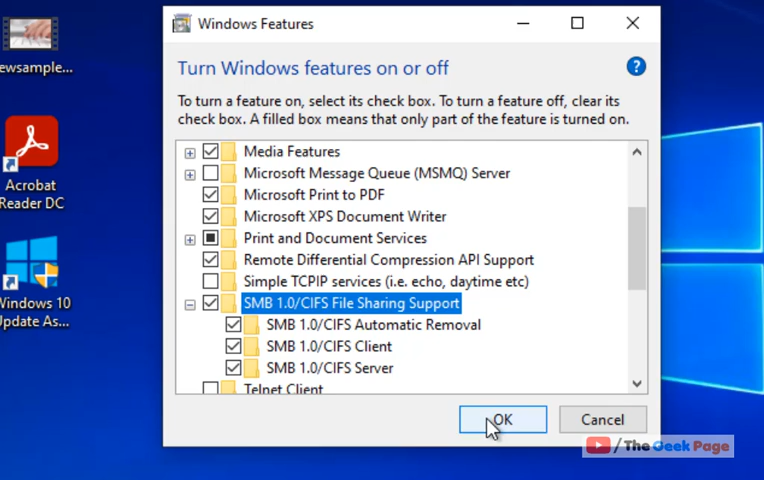 Windows Features
ewsample...
Turn Windows features on or off
?
To turn a feature on, select its check box. To turn a feature off, clear its
check box. A filled box means that only part of the feature is turned on.
Media Features
Microsoft Message Queue (MSMQ) Server
Microsoft Print to PDF
Acrobat
Reader DC
Microsoft XPS Document Writer
Print and Document Services
Remote Differential Compression API Support
Simple TCPIP services (i.e. echo, daytime etc)
SMB 1.0/CIFS File Sharing Support
Windows 10
Update As...
SMB 1.0/CIFS Automatic Removal
SMB 1.0/CIFS Client
SMB 1.0/CIFS Server
Telnet Client
OK
Cancel
/The Geek Page